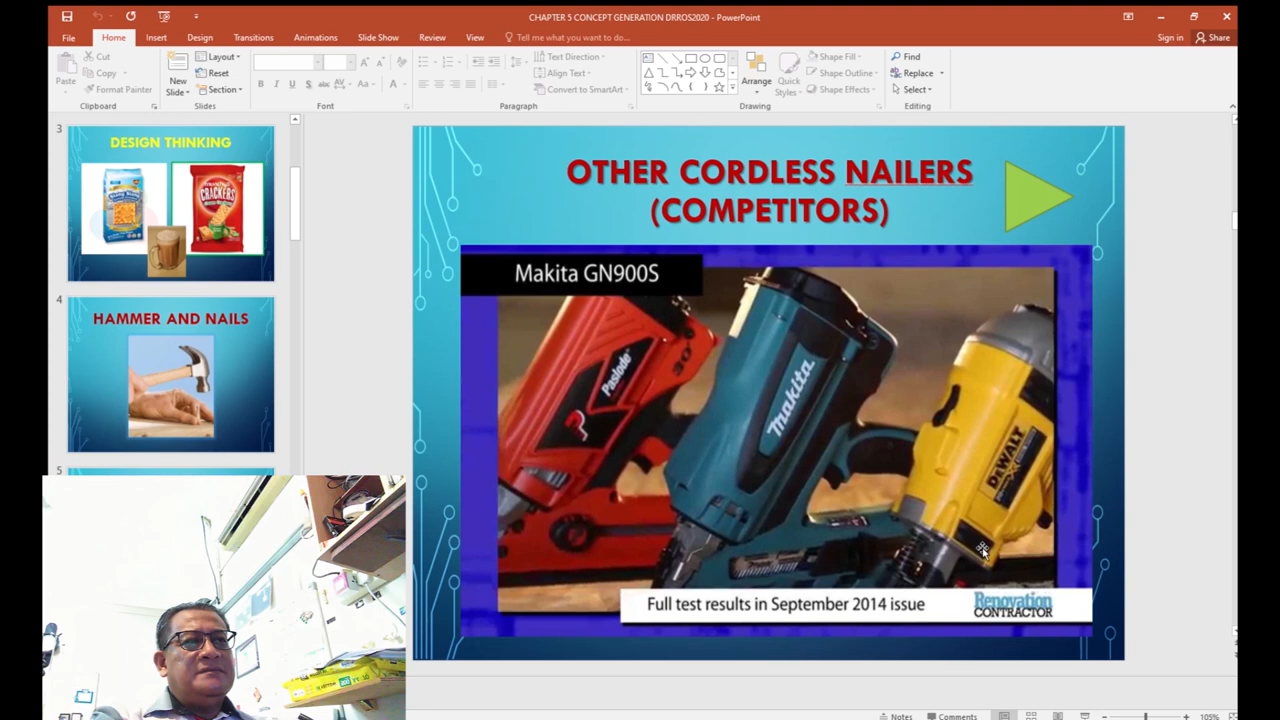 CHAPTER 5 CONCEPT GENERATION DRROS2020 - PowerPoint
File
Home
Insert
Design
Transitions
Animations
Slide Show
Review
View
Tell me what you want to do...
Sign in
Share
Paste
Cut
Copy
Format Painter
Clipboard
New
Slide
Layout
Reset
Section
Slides
B I U S abc AV Aa A
Font
Text Direction
Align Text
Convert to SmartArt
Paragraph
Arrange
Quick
Styles
Shape Fill
Shape Outline
Shape Effects
Drawing
Find
Replace
Select
Editing
3
DESIGN THINKING
CRACKERS
4
HAMMER AND NAILS
5
OTHER CORDLESS NAILERS
(COMPETITORS)
Makita GN900S
Paslode
makita
DEWALT
XR
Full test results in September 2014 issue
Renovation
CONTRACTOR
Notes
Comments
105%